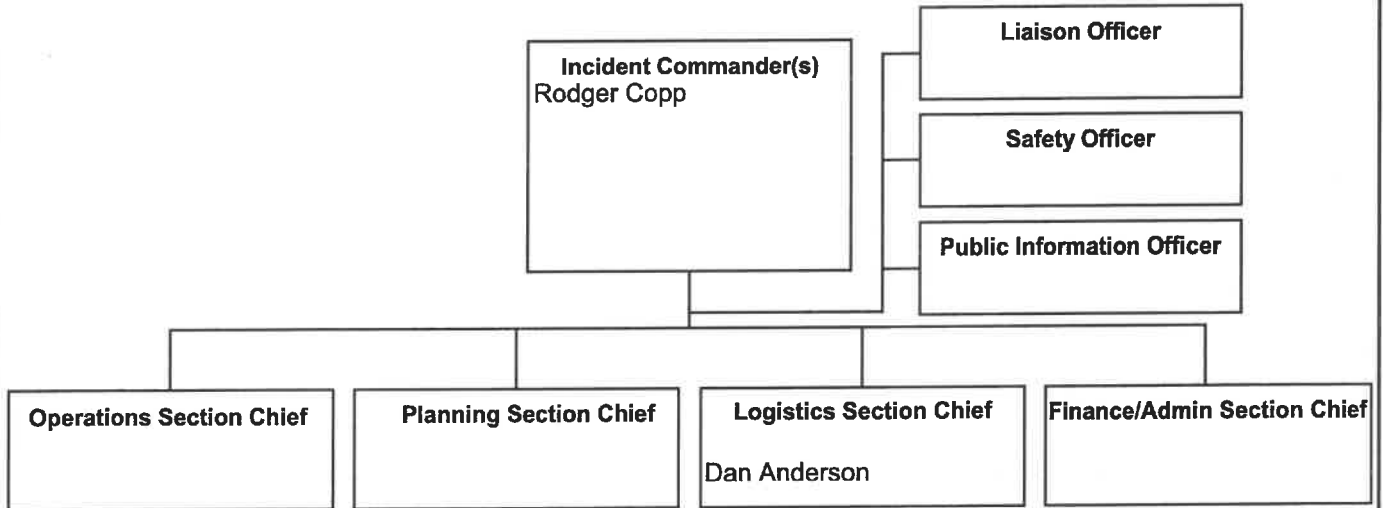 Incident Commander(s)
Rodger Copp
Liaison Officer
Safety Officer
Public Information Officer
Operations Section Chief
Planning Section Chief
Logistics Section Chief
Dan Anderson
Finance/Admin Section Chief